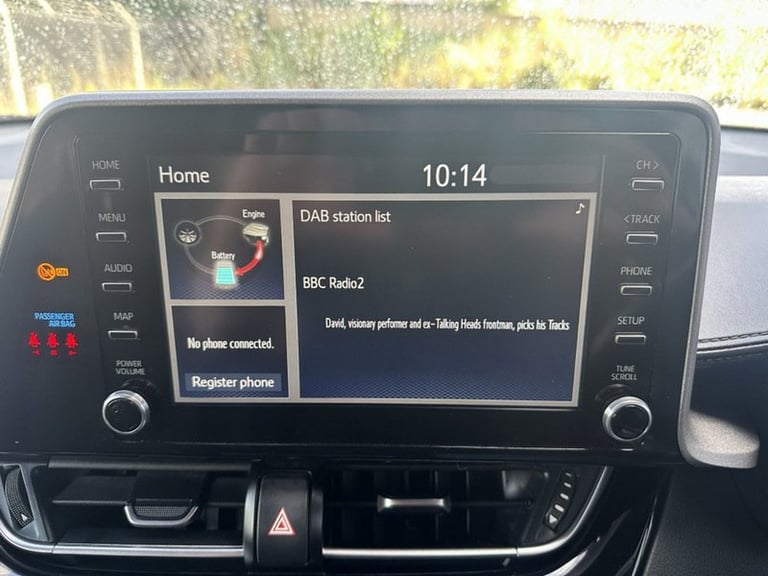 HOME
MENU
AUDIO
MAP
POWER
VOLUME
ON
PASSENGER
AIR BAG
Home
10:14
Engine
Battery
No phone connected.
Register phone
DAB station list
BBC Radio2
David, visionary performer and ex-Talking Heads frontman, picks his Tracks
CH >
< TRACK
PHONE
SETUP
TUNE
SCROLL